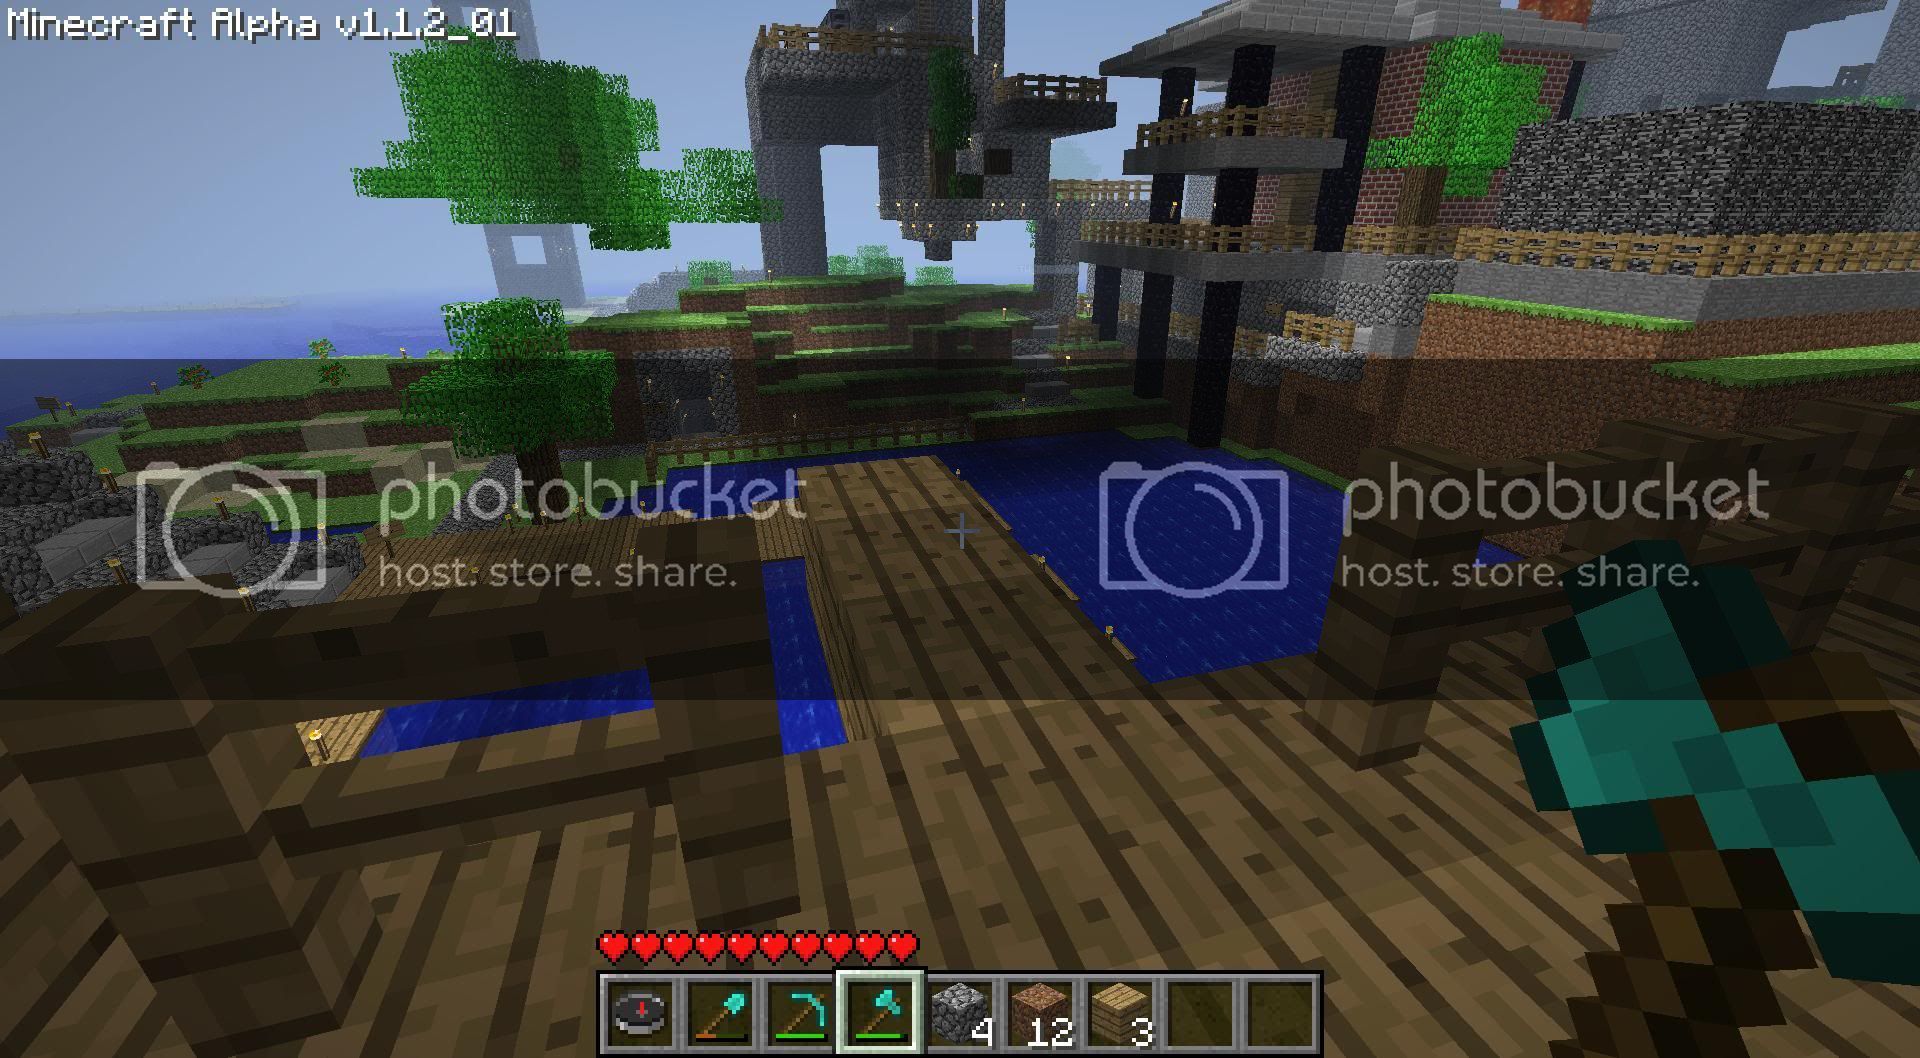 Minecraft Alpha v1.1.2_01
photobucket photobucket
host. store. share. host. store. share.
4 12 3